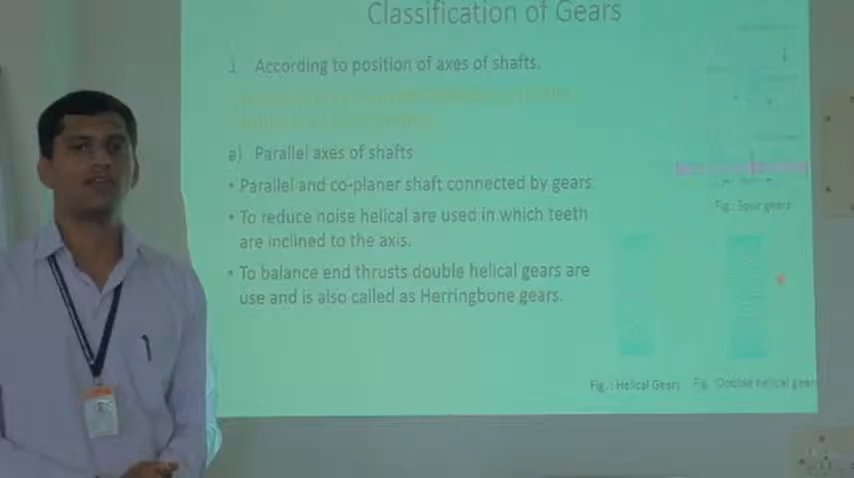 Classification of Gears
1. According to position of axes of shafts.
a) Parallel axes of shafts
• Parallel and co-planer shaft connected by gears
• To reduce noise helical are used in which teeth
are inclined to the axis.
• To balance end thrusts double helical gears are
use and is also called as Herringbone gears.
Fig.: Spur gears
Fig.: Helical Gears
Fig. :Double helical gears